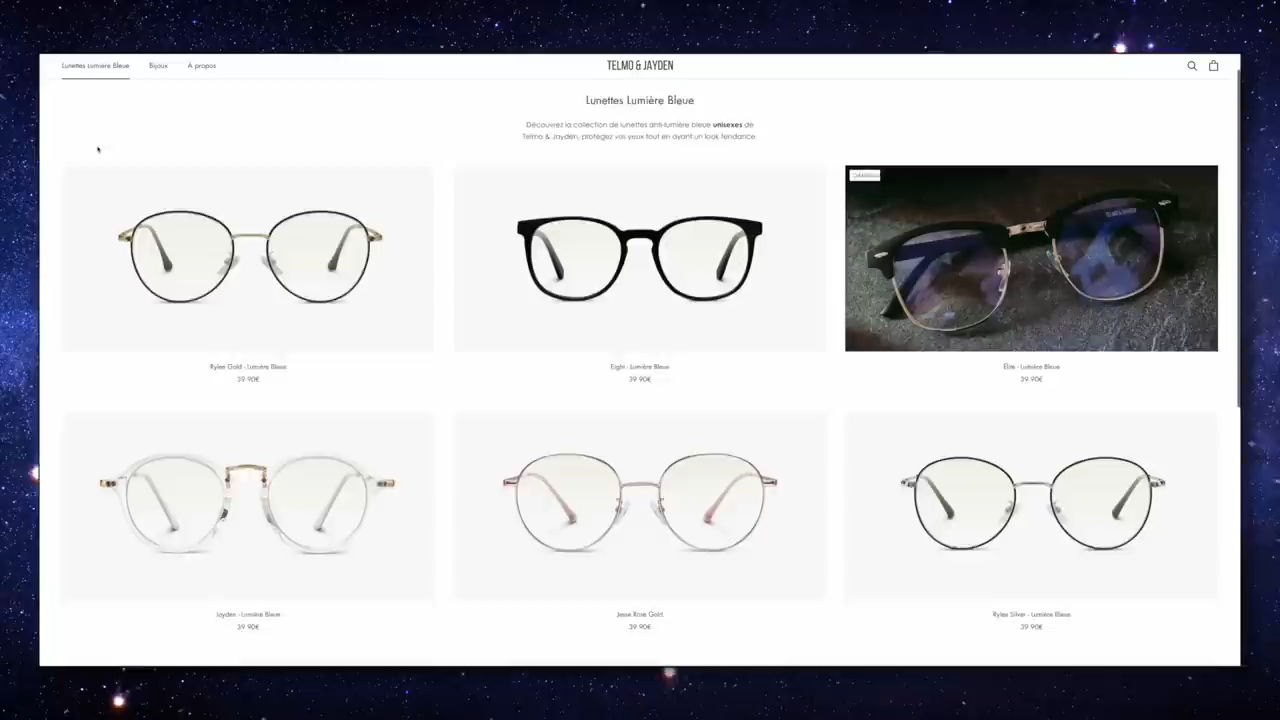 Lunettes Lumière Bleue
Bijoux
À propos
TELMO & JAYDEN
Lunettes Lumière Bleue
Découvrez la collection de lunettes anti-lumière bleue unisexes de
Telmo & Jayden, protégez vos yeux tout en ayant un look tendance.
Rylee Gold - Lumière Bleue
39.90€
Eight - Lumière Bleue
39.90€
Elite - Lumière Bleue
39.90€
Jayden - Lumière Bleue
39.90€
Jesse Rose Gold
39.90€
Rylee Silver - Lumière Bleue
39.90€